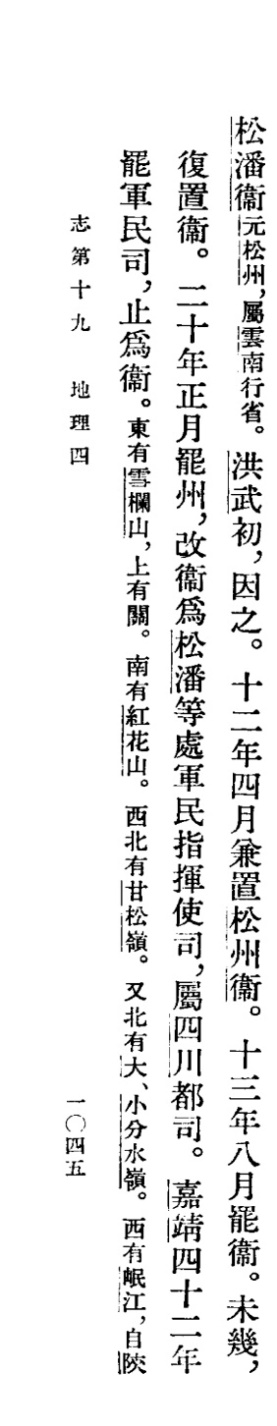 松潘衞元松州，屬雲南行省。洪武初，因之。十二年四月兼置松州衞。十三年八月罷衞。未幾，
復置衞。二十年正月罷州，改衞爲松潘等處軍民指揮使司，屬四川都司。嘉靖四十二年
罷軍民司，止爲衞。東有雪欄山，上有關。南有紅花山。西北有甘松嶺。又北有大、小分水嶺。西有岷江，自陝
志第十九　地理四
一〇四五